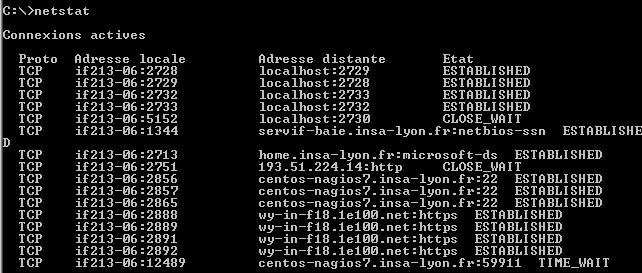 C:\>netstat
Connexions actives
Proto  Adresse locale          Adresse distante        Etat
TCP    if213-06:2728          localhost:2729         ESTABLISHED
TCP    if213-06:2729          localhost:2728         ESTABLISHED
TCP    if213-06:2732          localhost:2733         ESTABLISHED
TCP    if213-06:2733          localhost:2732         ESTABLISHED
TCP    if213-06:5152          localhost:2730         CLOSE_WAIT
TCP    if213-06:1344          servif-baie.insa-lyon.fr:netbios-ssn  ESTABLISHE
D
TCP    if213-06:2713          home.insa-lyon.fr:microsoft-ds  ESTABLISHED
TCP    if213-06:2751          193.51.224.14:http     CLOSE_WAIT
TCP    if213-06:2856          centos-nagios7.insa-lyon.fr:22  ESTABLISHED
TCP    if213-06:2857          centos-nagios7.insa-lyon.fr:22  ESTABLISHED
TCP    if213-06:2865          centos-nagios7.insa-lyon.fr:22  ESTABLISHED
TCP    if213-06:2888          wy-in-f18.1e100.net:https  ESTABLISHED
TCP    if213-06:2889          wy-in-f18.1e100.net:https  ESTABLISHED
TCP    if213-06:2891          wy-in-f18.1e100.net:https  ESTABLISHED
TCP    if213-06:2892          wy-in-f18.1e100.net:https  ESTABLISHED
TCP    if213-06:12489         centos-nagios7.insa-lyon.fr:59911  TIME_WAIT